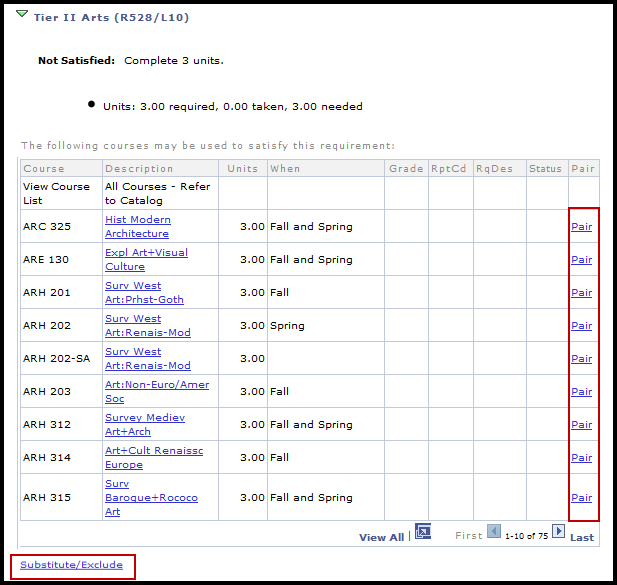 Tier II Arts (R528/L10)
Not Satisfied: Complete 3 units.
• Units: 3.00 required, 0.00 taken, 3.00 needed
The following courses may be used to satisfy this requirement:
Course Description Units When Grade RptCd RqDes Status Pair
View Course List All Courses - Refer to Catalog
ARC 325 Hist Modern Architecture 3.00 Fall and Spring Pair
ARE 130 Expl Art+Visual Culture 3.00 Fall and Spring Pair
ARH 201 Surv West Art:Prhst-Goth 3.00 Fall Pair
ARH 202 Surv West Art:Renais-Mod 3.00 Spring Pair
ARH 202-SA Surv West Art:Renais-Mod 3.00 Pair
ARH 203 Art:Non-Euro/Amer Soc 3.00 Fall Pair
ARH 312 Survey Mediev Art+Arch 3.00 Fall and Spring Pair
ARH 314 Art+Cult Renaissc Europe 3.00 Fall Pair
ARH 315 Surv Baroque+Rococo Art 3.00 Fall and Spring Pair
View All | First 1-10 of 75 Last
Substitute/Exclude